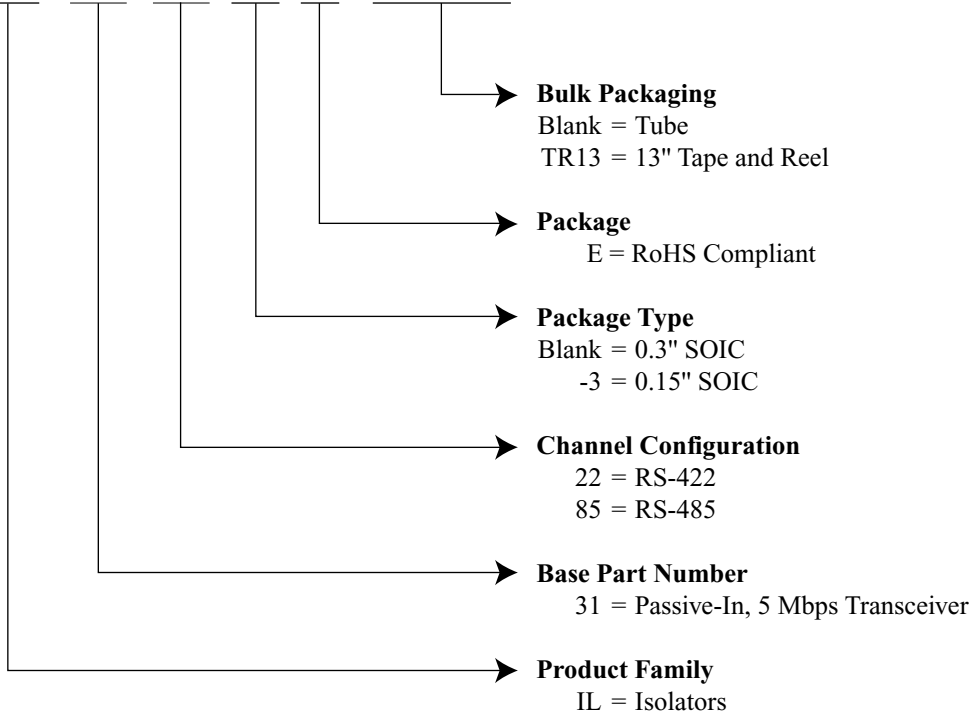 Bulk Packaging
Blank = Tube
TR13 = 13" Tape and Reel
Package
E = RoHS Compliant
Package Type
Blank = 0.3" SOIC
-3 = 0.15" SOIC
Channel Configuration
22 = RS-422
85 = RS-485
Base Part Number
31 = Passive-In, 5 Mbps Transceiver
Product Family
IL = Isolators